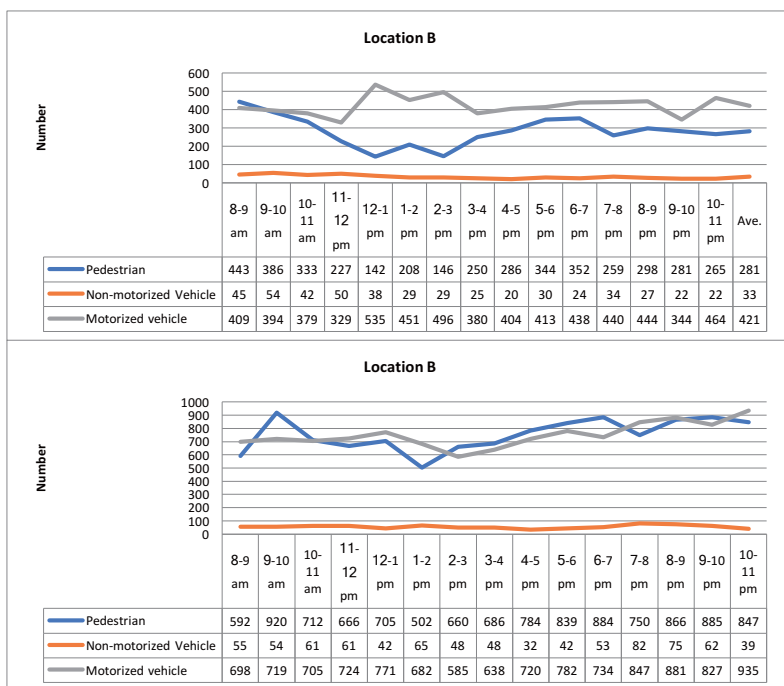 Location B
Number
600
500
400
300
200
100
0
8-9 am 9-10 am 10-11 am 11-12 pm 12-1 pm 1-2 pm 2-3 pm 3-4 pm 4-5 pm 5-6 pm 6-7 pm 7-8 pm 8-9 pm 9-10 pm 10-11 pm Ave.
Pedestrian 443 386 333 227 142 208 146 250 286 344 352 259 298 281 265 281
Non-motorized Vehicle 45 54 42 50 38 29 29 25 20 30 24 34 27 22 22 33
Motorized vehicle 409 394 379 329 535 451 496 380 404 413 438 440 444 344 464 421
Location B
Number
1000
900
800
700
600
500
400
300
200
100
0
8-9 am 9-10 am 10-11 am 11-12 pm 12-1 pm 1-2 pm 2-3 pm 3-4 pm 4-5 pm 5-6 pm 6-7 pm 7-8 pm 8-9 pm 9-10 pm 10-11 pm
Pedestrian 592 920 712 666 705 502 660 686 784 839 884 750 866 885 847
Non-motorized Vehicle 55 54 61 61 42 65 48 48 32 42 53 82 75 62 39
Motorized vehicle 698 719 705 724 771 682 585 638 720 782 734 847 881 827 935